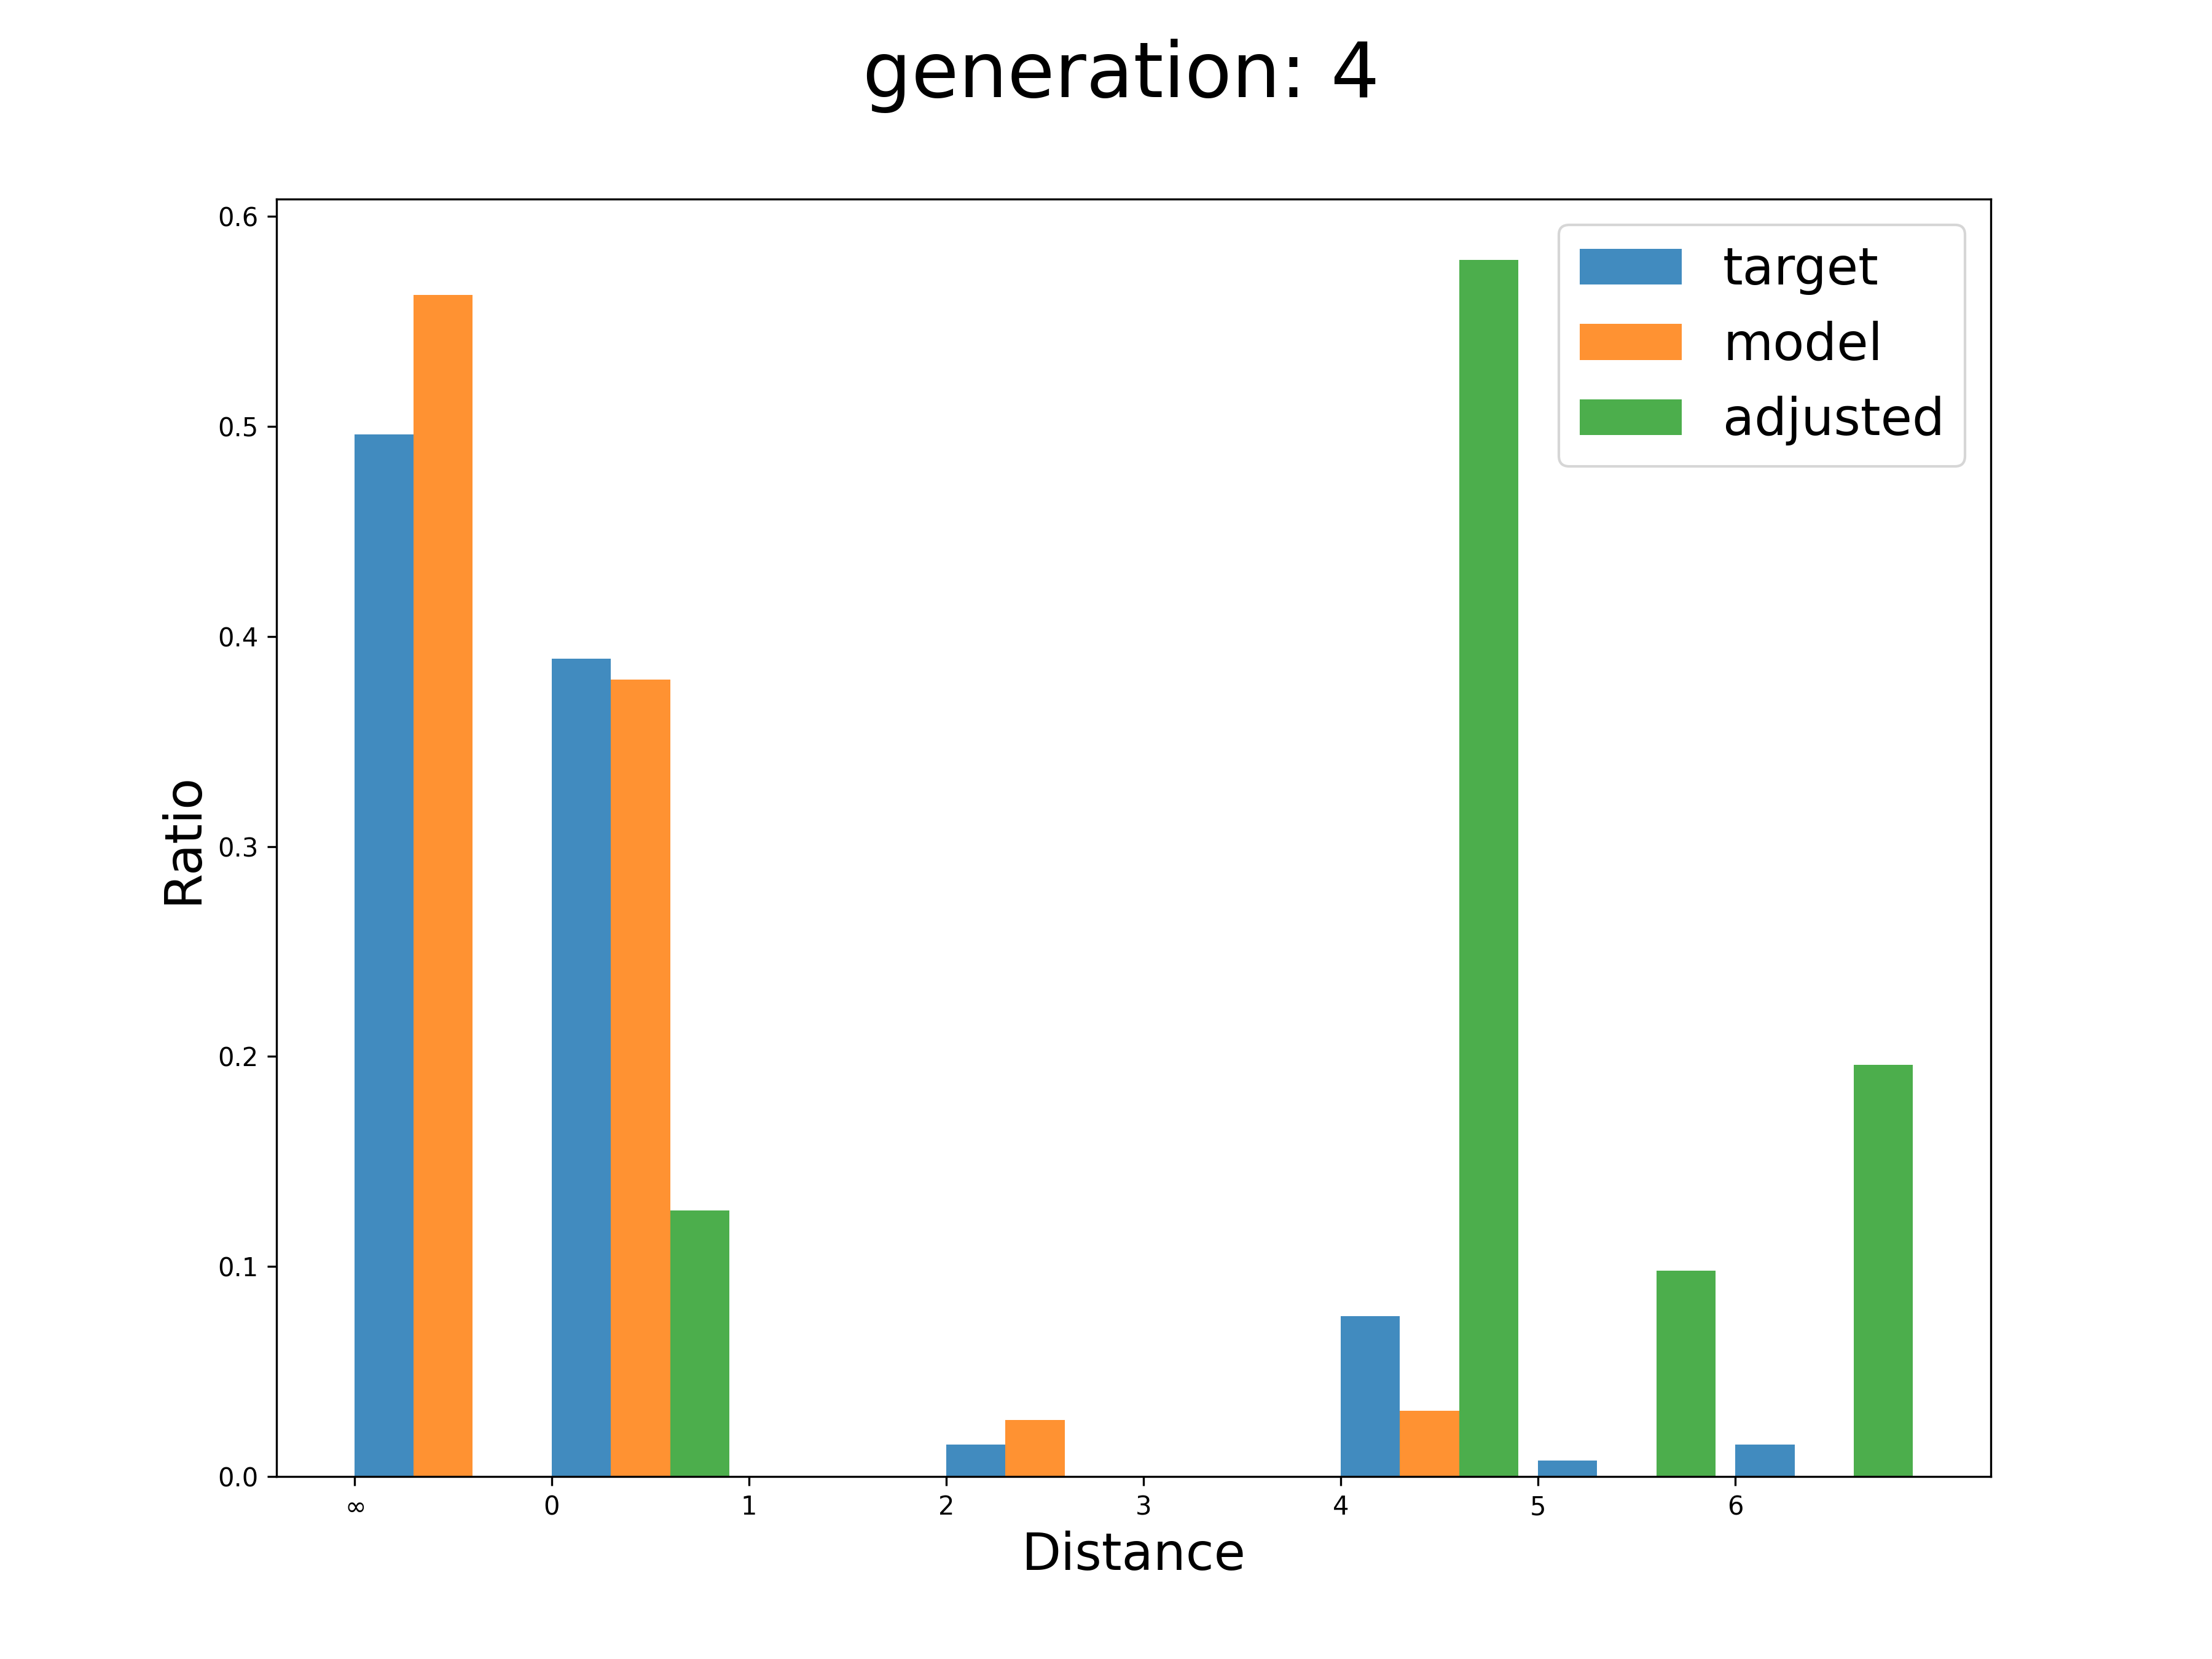 generation: 4
0.6
0.5
0.4
0.3
0.2
0.1
0.0
Ratio
target
model
adjusted
∞ 0 1 2 3 4 5 6
Distance